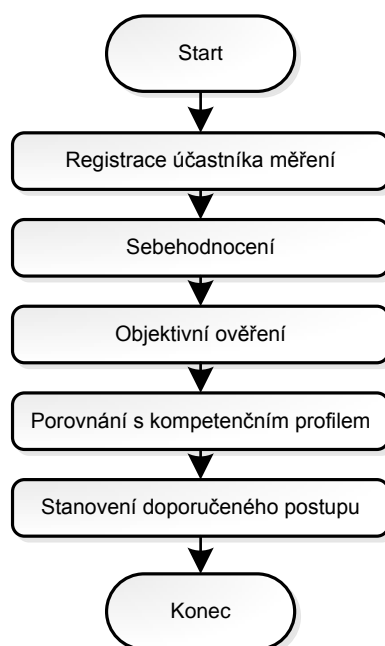 Start
Registrace účastníka měření
Sebehodnocení
Objektivní ověření
Porovnání s kompetenčním profilem
Stanovení doporučeného postupu
Konec